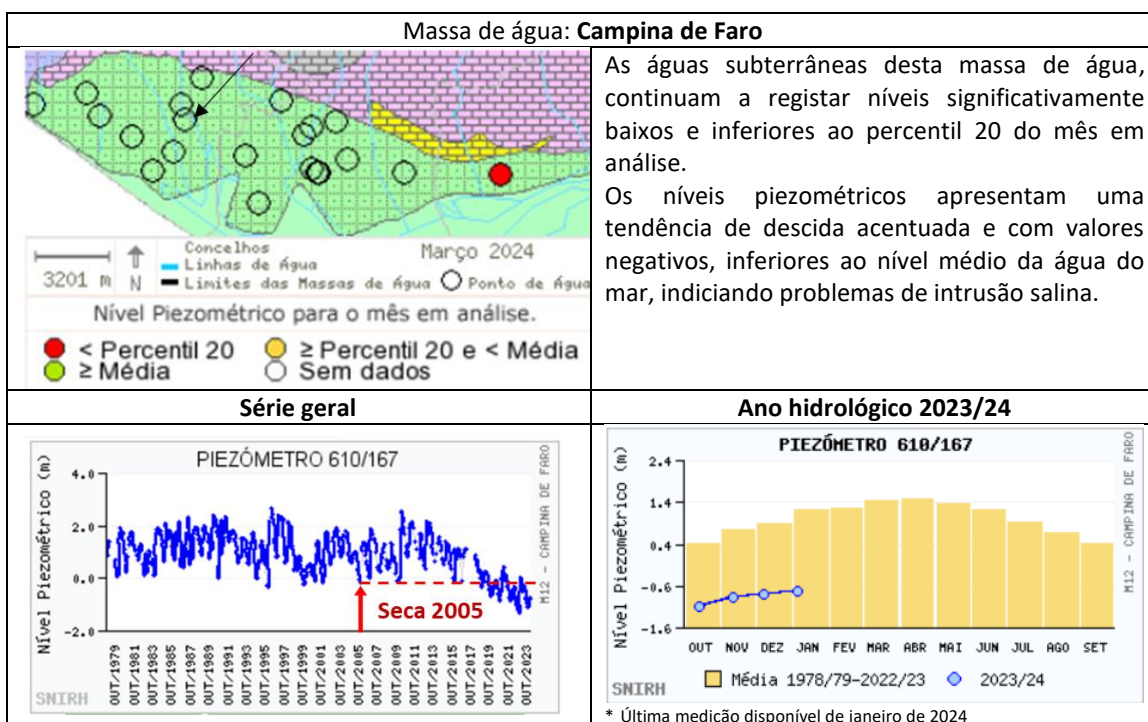 Massa de água: Campina de Faro
Concelhos
Linhas de Água
Limites das Massas de Água
Ponto de Água
Março 2024
3201 m
N
Nível Piezométrico para o mês em análise.
< Percentil 20
≥ Percentil 20 e < Média
≥ Média
Sem dados
As águas subterrâneas desta massa de água,
continuam a registar níveis significativamente
baixos e inferiores ao percentil 20 do mês em
análise.
Os níveis piezométricos apresentam uma
tendência de descida acentuada e com valores
negativos, inferiores ao nível médio da água do
mar, indiciando problemas de intrusão salina.
Série geral
PIEZÓMETRO 610/167
Nível Piezométrico (m)
4.0
2.0
0.0
-2.0
Seca 2005
M12 - CAMPINA DE FARO
OUT/1979
OUT/1981
OUT/1983
OUT/1985
OUT/1987
OUT/1989
OUT/1991
OUT/1993
OUT/1995
OUT/1997
OUT/1999
OUT/2001
OUT/2003
OUT/2005
OUT/2007
OUT/2009
OUT/2011
OUT/2013
OUT/2015
OUT/2017
OUT/2019
OUT/2021
OUT/2023
SNIRH
Ano hidrológico 2023/24
PIEZÓMETRO 610/167
Nível Piezométrico (m)
2.4
1.4
0.4
-0.6
-1.6
M12 - CAMPINA DE FARO
OUT NOV DEZ JAN FEV MAR ABR MAI JUN JUL AGO SET
Média 1978/79-2022/23
2023/24
SNIRH
* Última medição disponível de janeiro de 2024